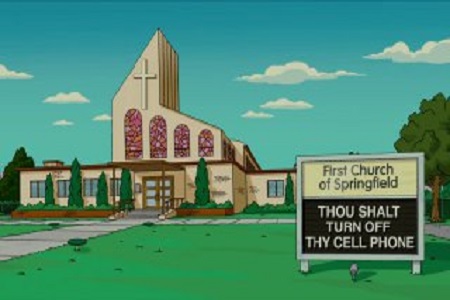 First Church
of Springfield
THOU SHALT
TURN OFF
THY CELL PHONE